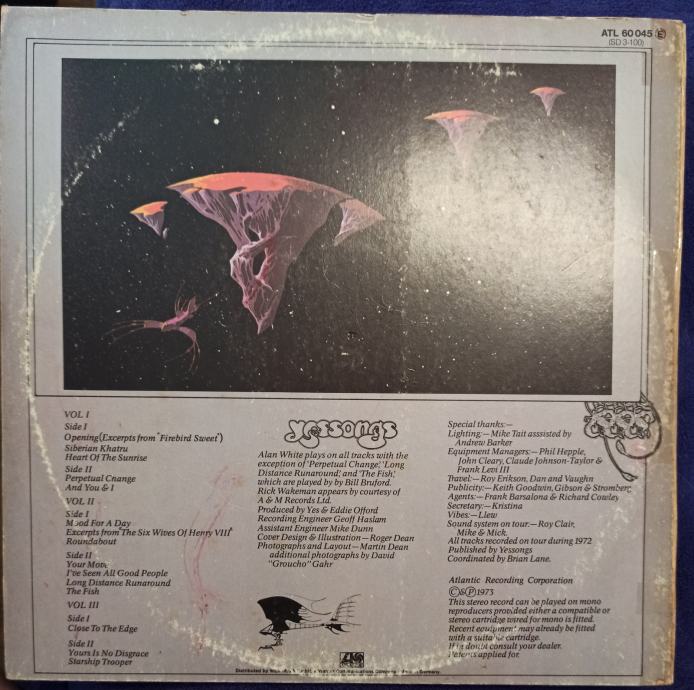 ATL 60 045 E
(SD 3-100)
VOL I
Side I
Opening (Excerpts from "Firebird Sweet")
Siberian Khatru
Heart Of The Sunrise
Side II
Perpetual Change
And You & I
VOL II
Side I
Mood For A Day
Excerpts from "The Six Wives Of Henry VIII"
Roundabout
Side II
Your Move
I've Seen All Good People
Long Distance Runaround
The Fish
VOL III
Side I
Close To The Edge
Side II
Yours Is No Disgrace
Starship Trooper
yessongs
Alan White plays on all tracks with the
exception of 'Perpetual Change', 'Long
Distance Runaround', and 'The Fish',
which are played by by Bill Bruford.
Rick Wakeman appears by courtesy of
A & M Records Ltd.
Produced by Yes & Eddie Offord
Recording Engineer Geoff Haslam
Assistant Engineer Mike Dunn
Cover Design & Illustration—Roger Dean
Photographs and Layout—Martin Dean
additional photographs by David
"Groucho" Gahr
Special thanks:—
Lighting:—Mike Tait asssisted by
Andrew Barker
Equipment Managers:—Phil Hepple,
John Cleary, Claude Johnson-Taylor &
Frank Levi III
Travel:—Roy Erikson, Dan and Vaughn
Publicity:—Keith Goodwin, Gibson & Stromberg
Agents:—Frank Barsalona & Richard Cowley
Secretary:—Kristina
Vibes:—Llew
Sound system on tour:—Roy Clair,
Mike & Mick.
All tracks recorded on tour during 1972
Published by Yessongs
Coordinated by Brian Lane.
Atlantic Recording Corporation
©&℗1973
This stereo record can be played on mono
reproducers provided either a compatible or
stereo cartridge wired for mono is fitted.
Recent equipment may already be fitted
with a suitable cartridge.
If in doubt consult your dealer.
Patents applied for
Distributed by
Germany.